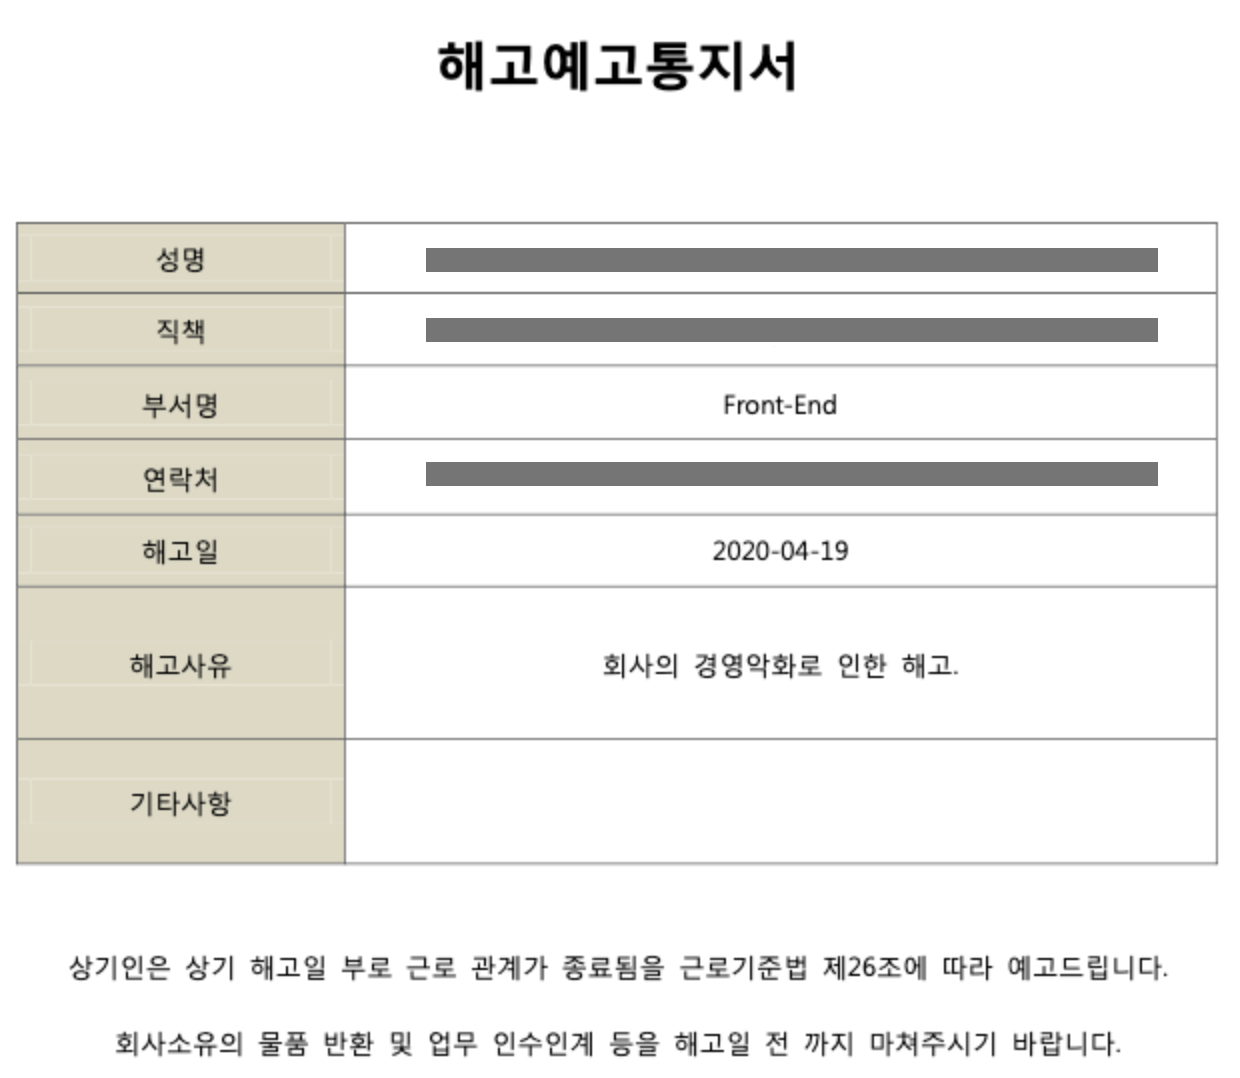 해고예고통지서
성명
직책
부서명 Front-End
연락처
해고일 2020-04-19
해고사유 회사의 경영악화로 인한 해고.
기타사항
상기인은 상기 해고일 부로 근로 관계가 종료됨을 근로기준법 제26조에 따라 예고드립니다.
회사소유의 물품 반환 및 업무 인수인계 등을 해고일 전 까지 마쳐주시기 바랍니다.